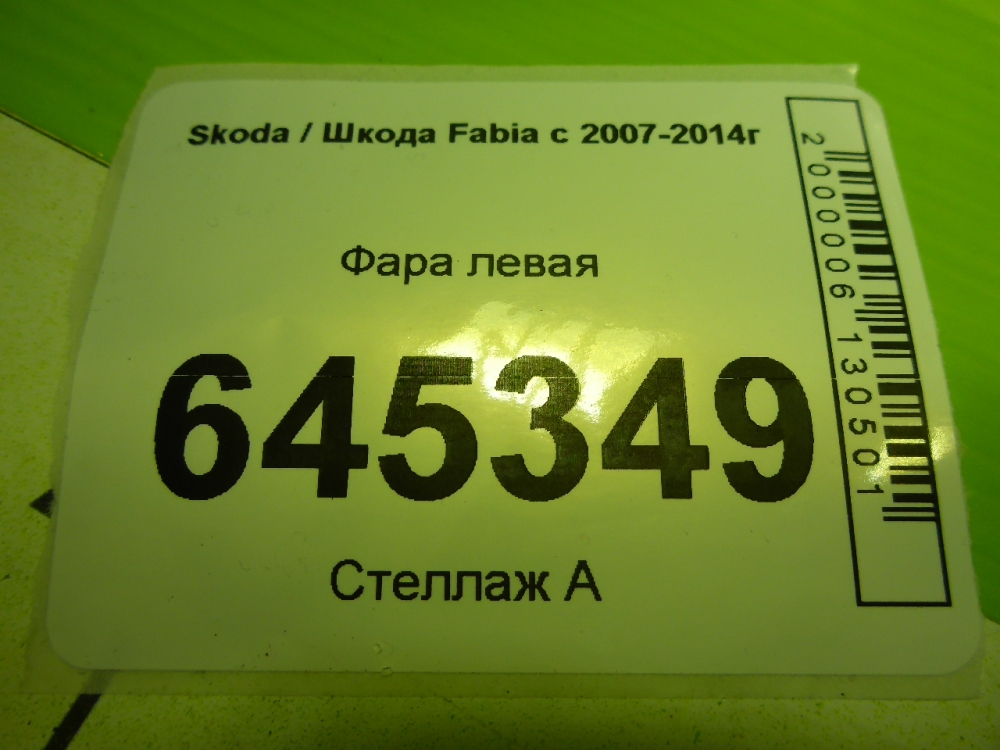 Skoda / Шкода Fabia с 2007-2014г
Фара левая
645349
Стеллаж А
2000006130501